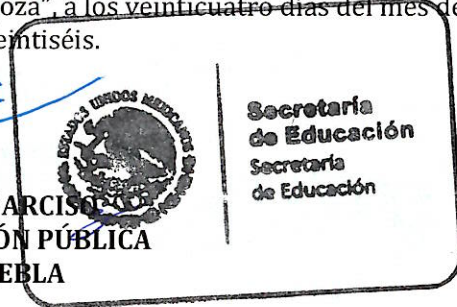 oza", a los veinticuatro días del mes de
eintiséis.
ESTADOS UNIDOS MEXICANOS
Secretaría
de Educación
Secretaría
de Educación
ARCISO
ÓN PÚBLICA
EBLA